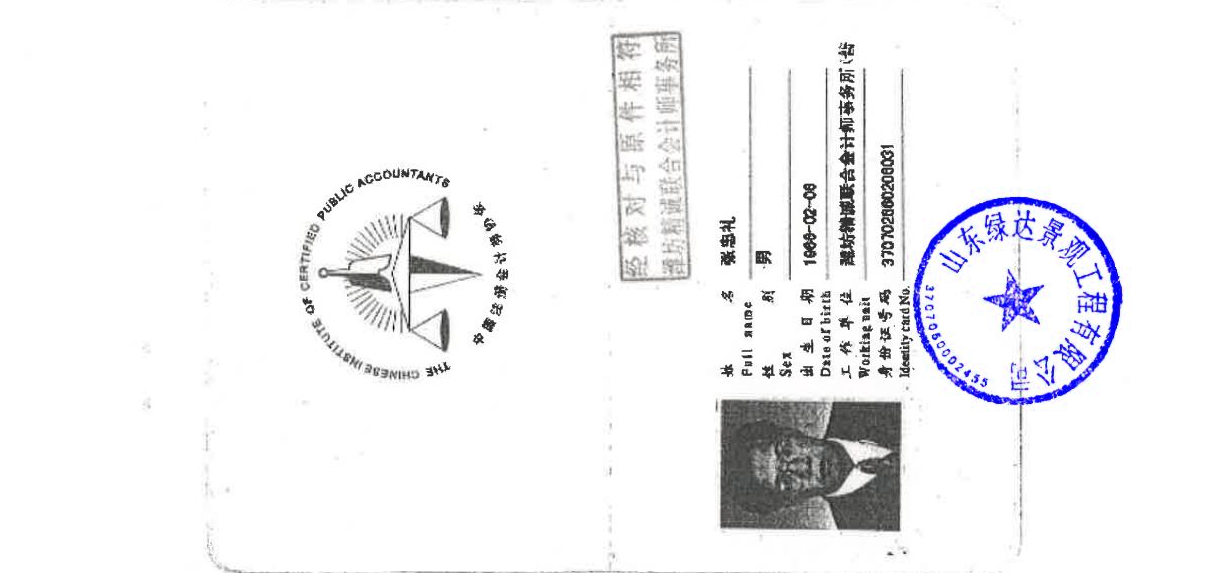 THE CHINESE INSTITUTE OF CERTIFIED PUBLIC ACCOUNTANTS
中国注册会计师协会
经核对与原件相符
潍坊精诚联合会计师事务所
姓 名 张忠礼
Full name
性 别 男
Sex
出 生 日 期 1966-02-06
Date of birth
工 作 单 位 潍坊精诚联合会计师事务所(普
Working unit
身份证号码 370702660206031
Identity card No.
山东绿达景观工程有限公司
3707090002455